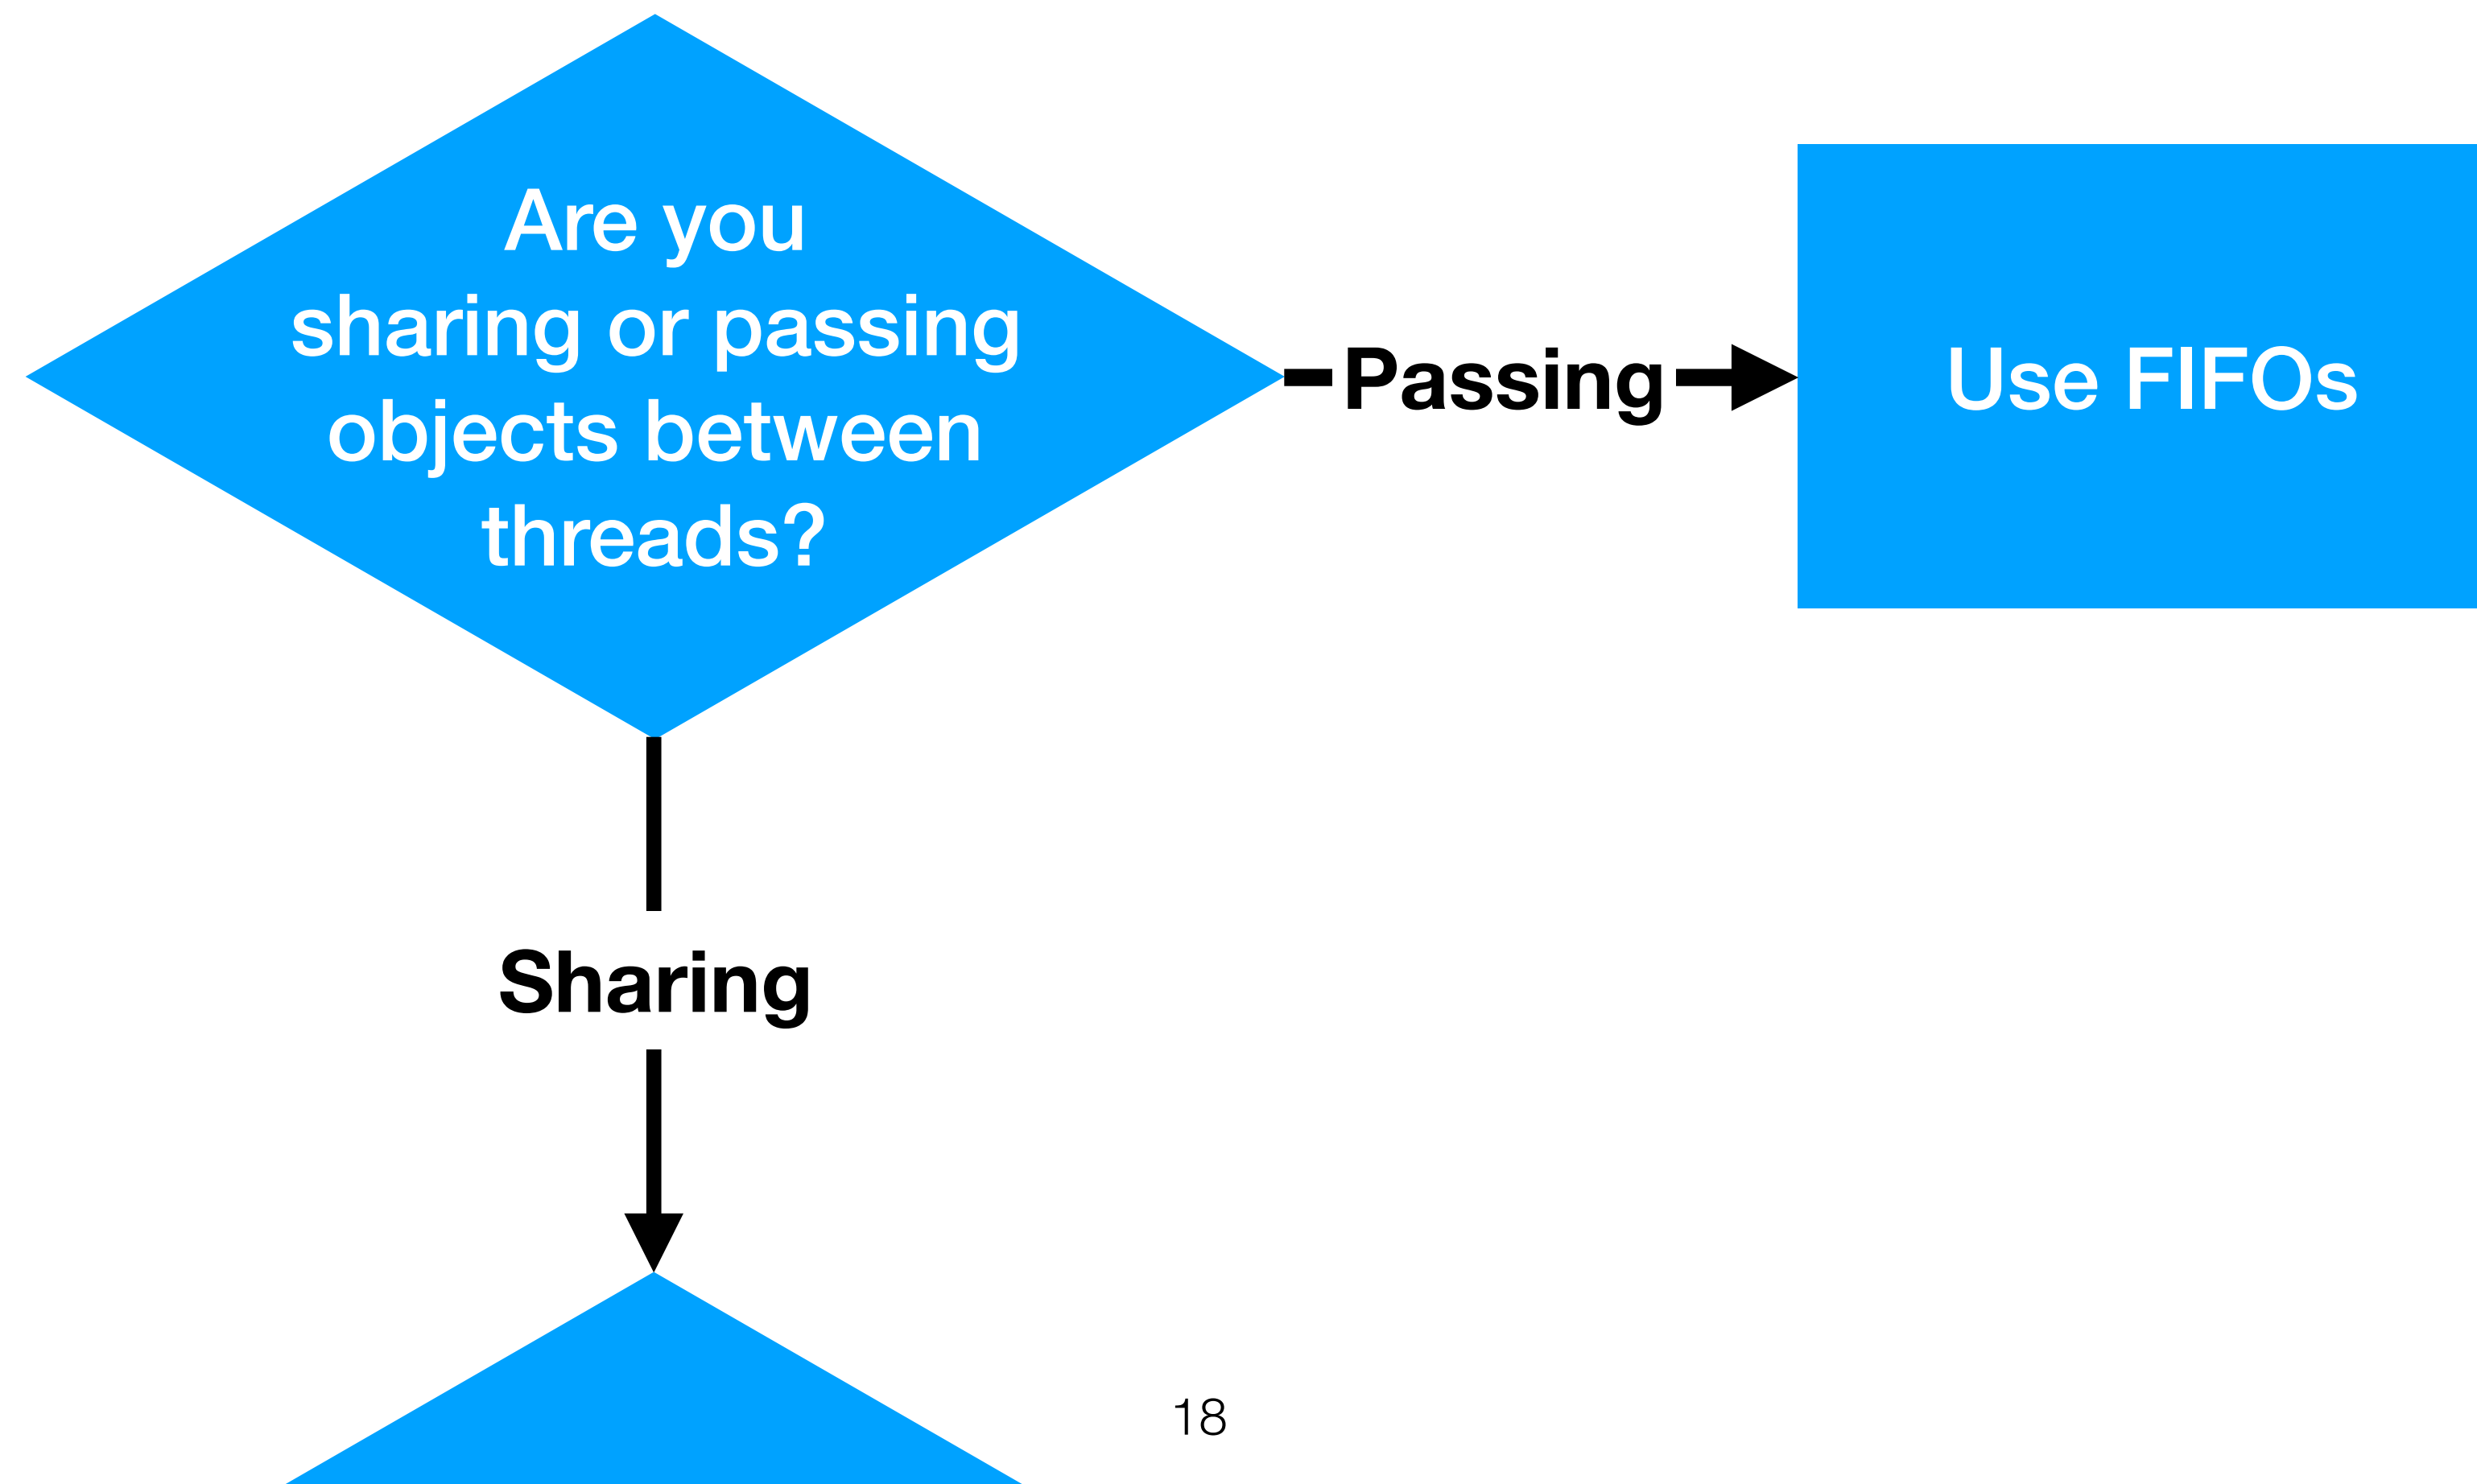 Are you
sharing or passing
objects between
threads?
Passing
Use FIFOs
Sharing
18